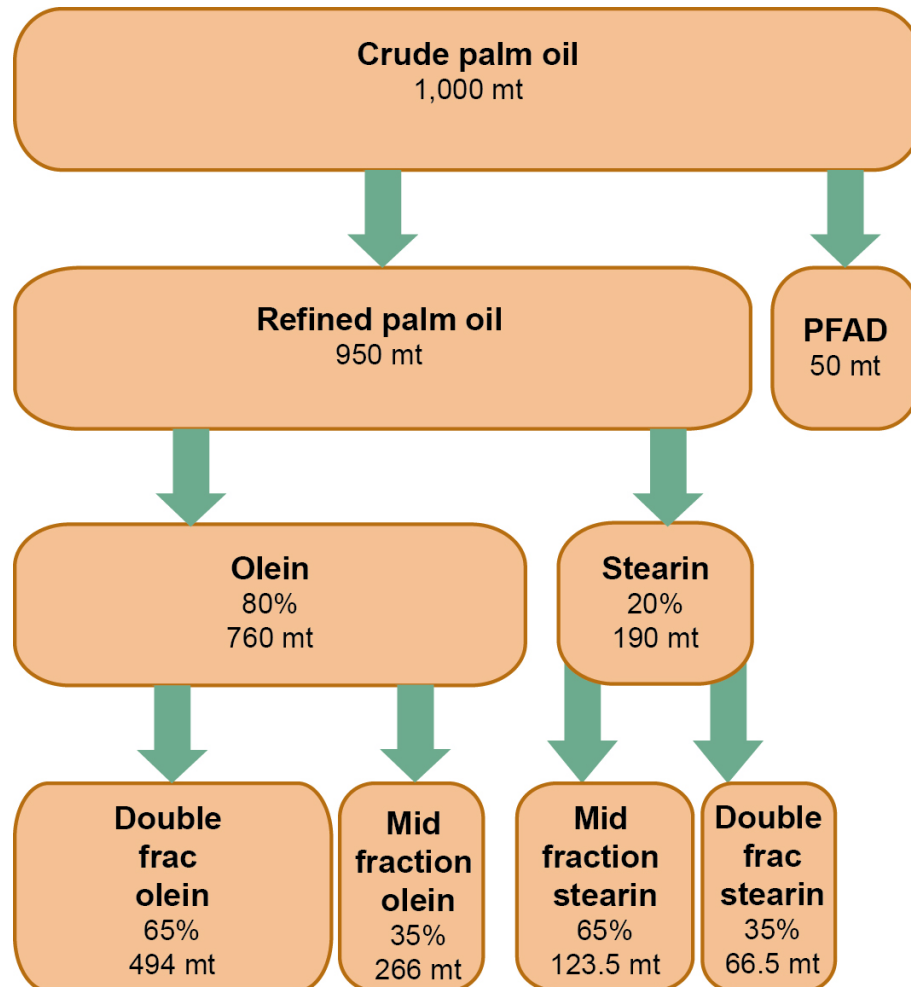 Crude palm oil
1,000 mt
Refined palm oil
950 mt
PFAD
50 mt
Olein
80%
760 mt
Stearin
20%
190 mt
Double
frac
olein
65%
494 mt
Mid
fraction
olein
35%
266 mt
Mid
fraction
stearin
65%
123.5 mt
Double
frac
stearin
35%
66.5 mt